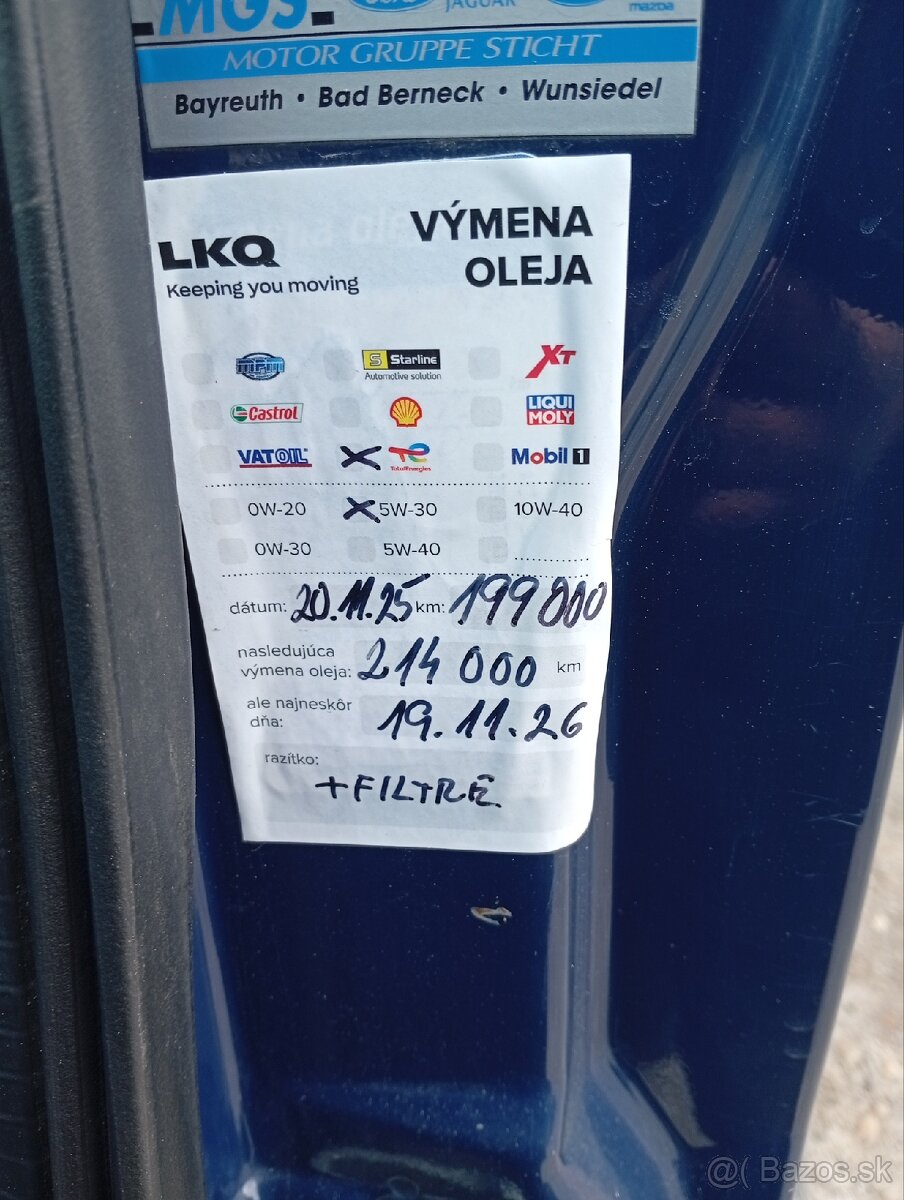 MGS
JAGUAR
mazda
MOTOR GRUPPE STICHT
Bayreuth • Bad Berneck • Wunsiedel
LKQ
Keeping you moving
VÝMENA
OLEJA
MPM
S Starline
Automotive solution
XT
Castrol
LIQUI
MOLY
VATOIL
X
TotalEnergies
Mobil 1
0W-20
X 5W-30
10W-40
0W-30
5W-40
dátum: 20.11.25 km: 199000
nasledujúca
výmena oleja: 214 000 km
ale najneskôr
dňa: 19.11.26
razítko:
+FILTRE
@( Bazos.sk